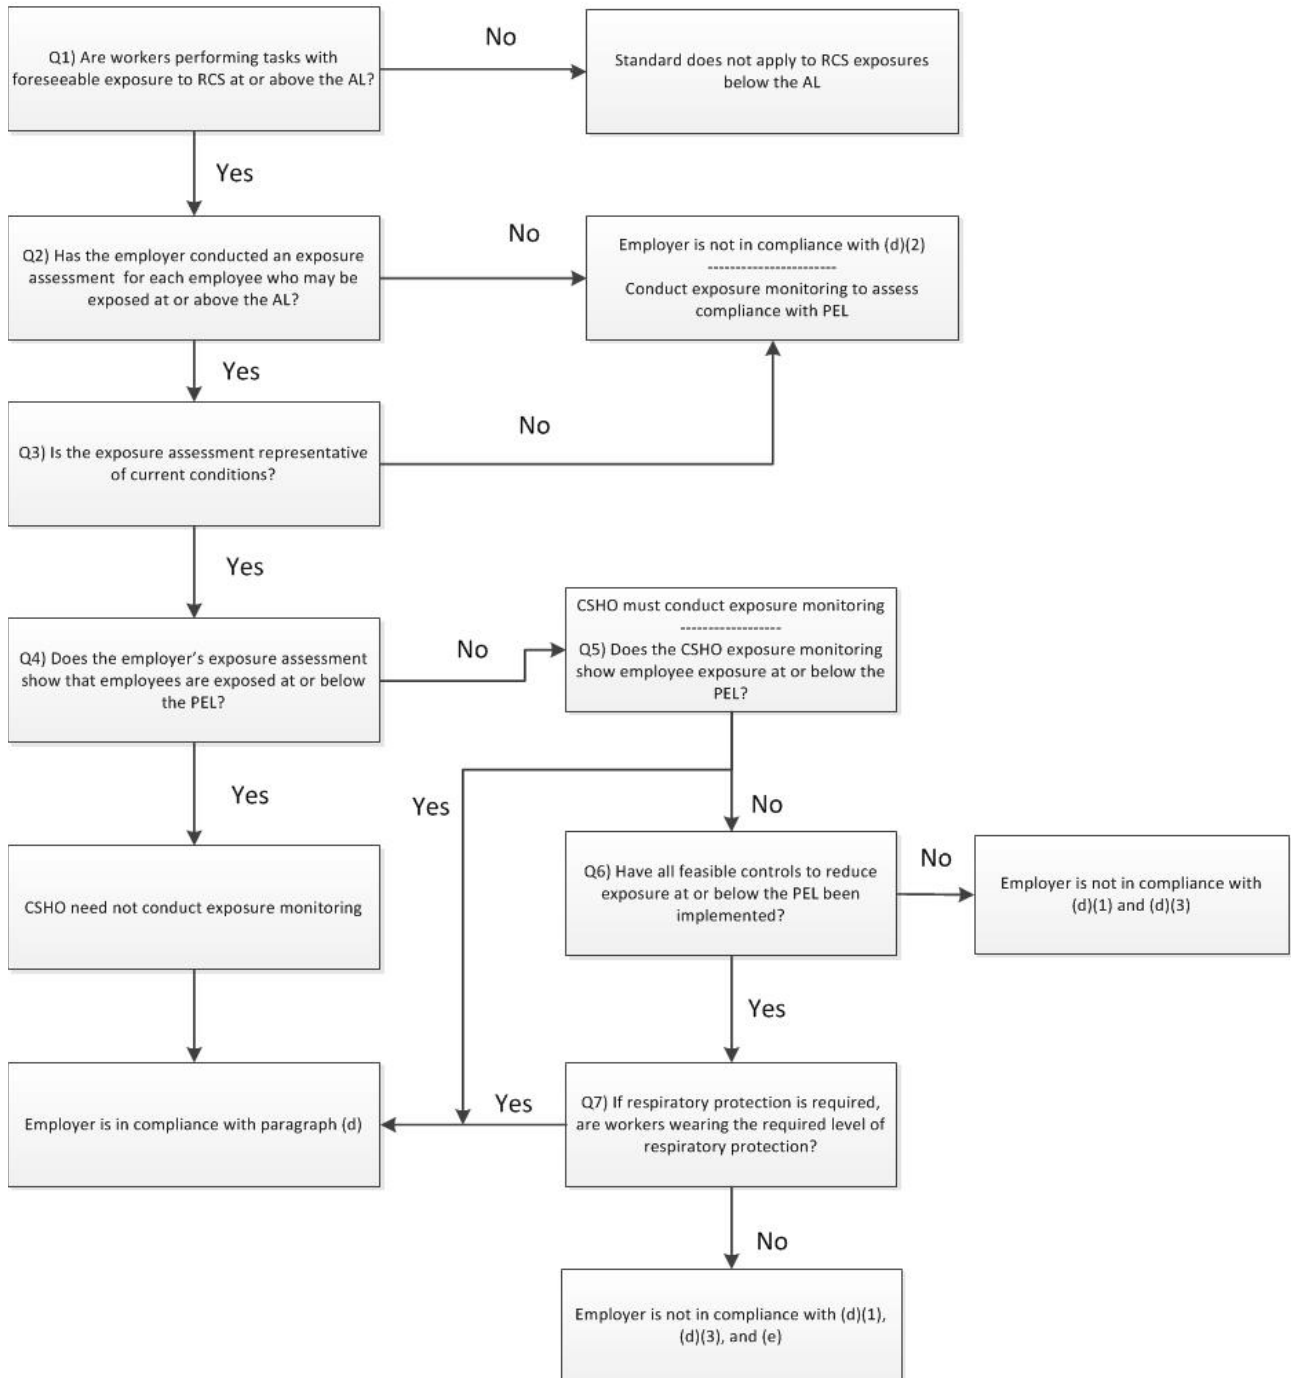 Q1) Are workers performing tasks with
foreseeable exposure to RCS at or above the AL?
No
Standard does not apply to RCS exposures
below the AL
Yes
Q2) Has the employer conducted an exposure
assessment for each employee who may be
exposed at or above the AL?
No
Employer is not in compliance with (d)(2)
-----------------------
Conduct exposure monitoring to assess
compliance with PEL
Yes
Q3) Is the exposure assessment representative
of current conditions?
No
Yes
Q4) Does the employer’s exposure assessment
show that employees are exposed at or below
the PEL?
No
CSHO must conduct exposure monitoring
------------------
Q5) Does the CSHO exposure monitoring
show employee exposure at or below the
PEL?
Yes
Yes
No
CSHO need not conduct exposure monitoring
Q6) Have all feasible controls to reduce
exposure at or below the PEL been
implemented?
No
Employer is not in compliance with
(d)(1) and (d)(3)
Yes
Employer is in compliance with paragraph (d)
Yes
Q7) If respiratory protection is required,
are workers wearing the required level of
respiratory protection?
No
Employer is not in compliance with (d)(1),
(d)(3), and (e)